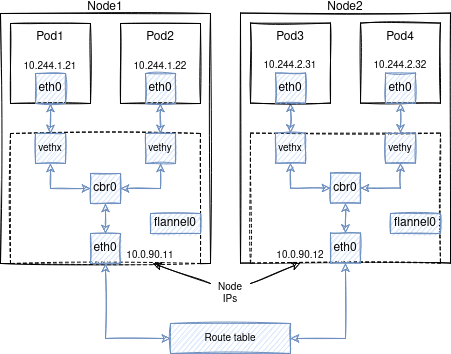 Node1
Node2
Pod1
Pod2
Pod3
Pod4
10.244.1.21
10.244.1.22
10.244.2.31
10.244.2.32
eth0
eth0
eth0
eth0
vethx
vethy
vethx
vethy
cbr0
cbr0
flannel0
flannel0
eth0
10.0.90.11
10.0.90.12
eth0
Node
IPs
Route table